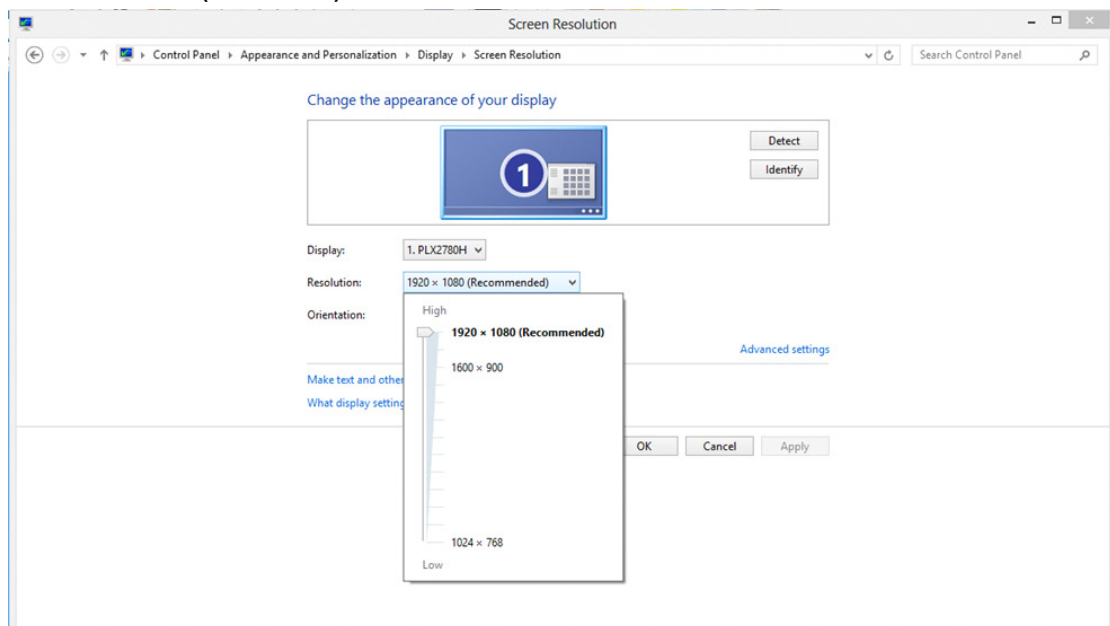 Screen Resolution
Control Panel ▸ Appearance and Personalization ▸ Display ▸ Screen Resolution
Search Control Panel
Change the appearance of your display
1
Detect
Identify
Display: 1. PLX2780H
Resolution: 1920 × 1080 (Recommended)
Orientation:
High
1920 × 1080 (Recommended)
1600 × 900
1024 × 768
Low
Advanced settings
Make text and other
What display setting
OK Cancel Apply